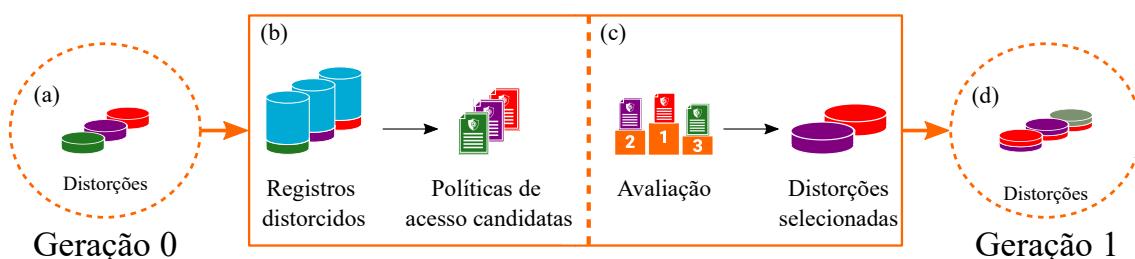 (a)
Distorções
Geração 0
(b)
Registros
distorcidos
Políticas de
acesso candidatas
(c)
2 1 3
Avaliação
Distorções
selecionadas
(d)
Distorções
Geração 1